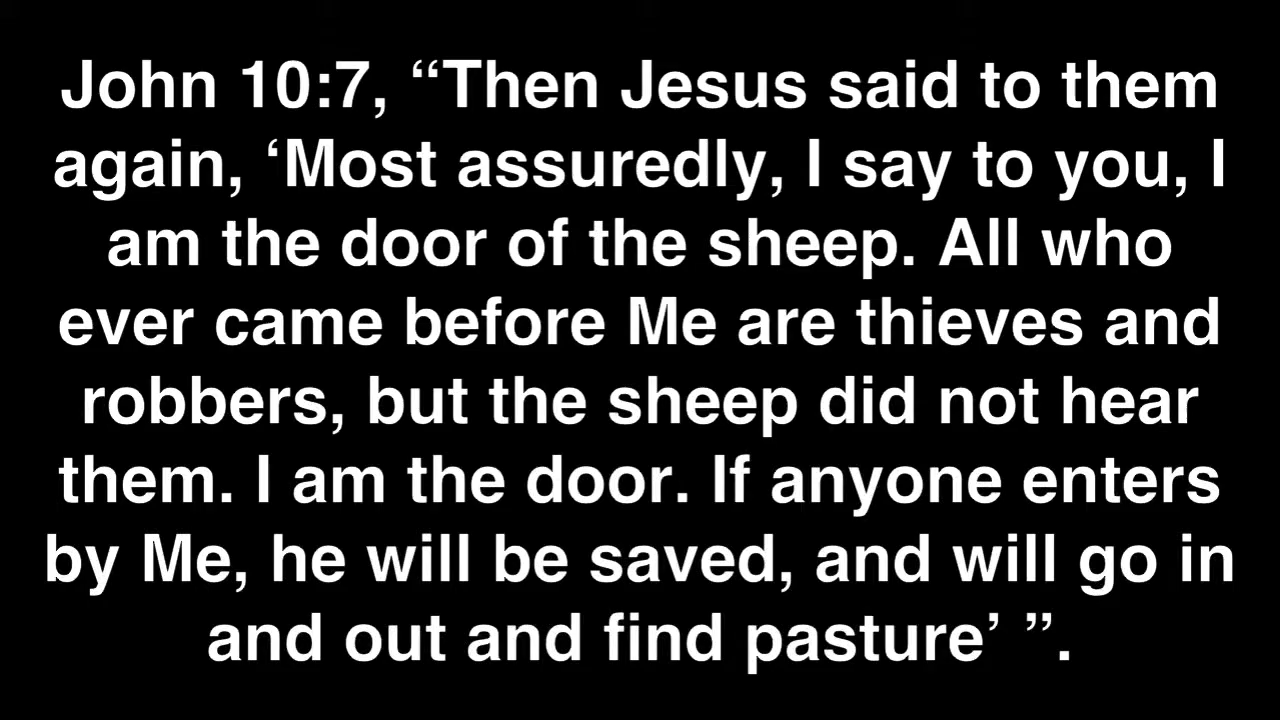 John 10:7, “Then Jesus said to them
again, ‘Most assuredly, I say to you, I
am the door of the sheep. All who
ever came before Me are thieves and
robbers, but the sheep did not hear
them. I am the door. If anyone enters
by Me, he will be saved, and will go in
and out and find pasture’ ”.